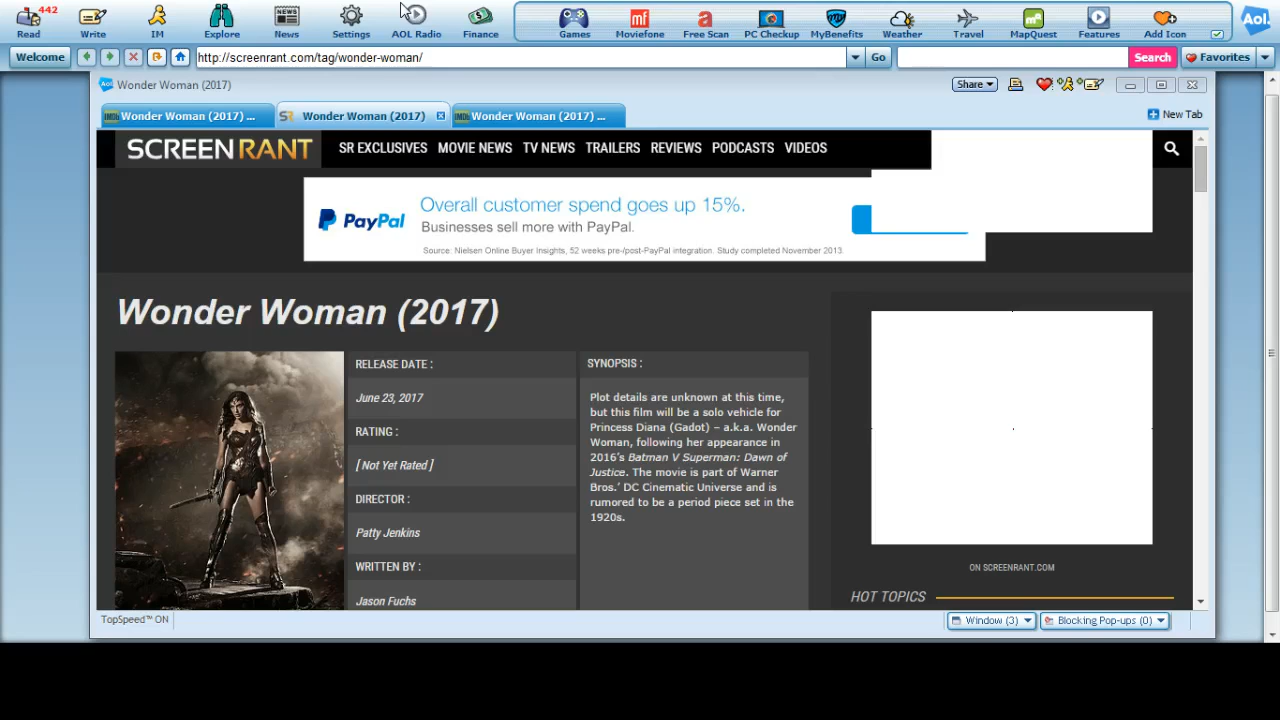 442
Read Write IM Explore News Settings AOL Radio Finance Games Moviefone Free Scan PC Checkup MyBenefits Weather Travel MapQuest Features Add Icon Aol.
Welcome http://screenrant.com/tag/wonder-woman/ Go Search Favorites
Aol Wonder Woman (2017) Share
IMDb Wonder Woman (2017) ... SR Wonder Woman (2017) IMDb Wonder Woman (2017) ... New Tab
SCREENRANT SR EXCLUSIVES MOVIE NEWS TV NEWS TRAILERS REVIEWS PODCASTS VIDEOS
PayPal
Overall customer spend goes up 15%.
Businesses sell more with PayPal.
Source: Nielsen Online Buyer Insights, 52 weeks pre-/post-PayPal integration. Study completed November 2013.
Wonder Woman (2017)
RELEASE DATE :
June 23, 2017
RATING :
[ Not Yet Rated ]
DIRECTOR :
Patty Jenkins
WRITTEN BY :
Jason Fuchs
SYNOPSIS :
Plot details are unknown at this time,
but this film will be a solo vehicle for
Princess Diana (Gadot) – a.k.a. Wonder
Woman, following her appearance in
2016's Batman V Superman: Dawn of
Justice. The movie is part of Warner
Bros.' DC Cinematic Universe and is
rumored to be a period piece set in the
1920s.
ON SCREENRANT.COM
HOT TOPICS
TopSpeed™ ON Window (3) Blocking Pop-ups (0)